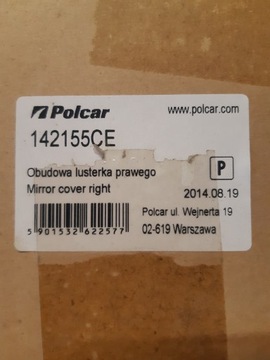 Polcar
www.polcar.com
142155CE
Obudowa lusterka prawego
Mirror cover right
P
2014.08.19
5 901532 622577
Polcar ul. Wejnerta 19
02-619 Warszawa